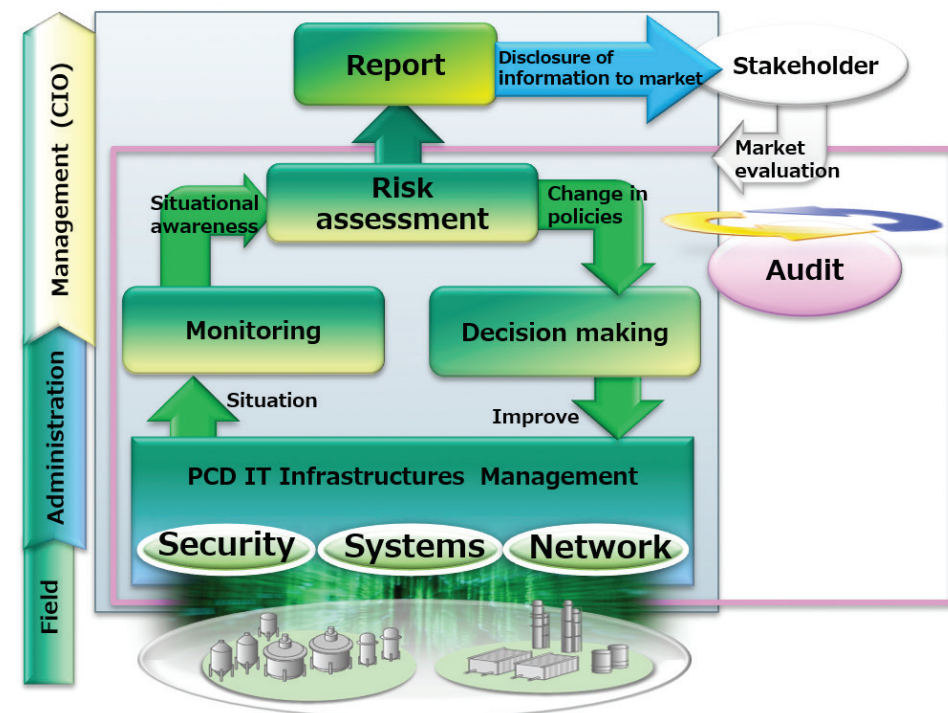 Management (CIO)
Administration
Field
Report
Disclosure of
information to market
Stakeholder
Market
evaluation
Situational
awareness
Risk
assessment
Change in
policies
Audit
Monitoring
Decision making
Situation
Improve
PCD IT Infrastructures Management
Security
Systems
Network